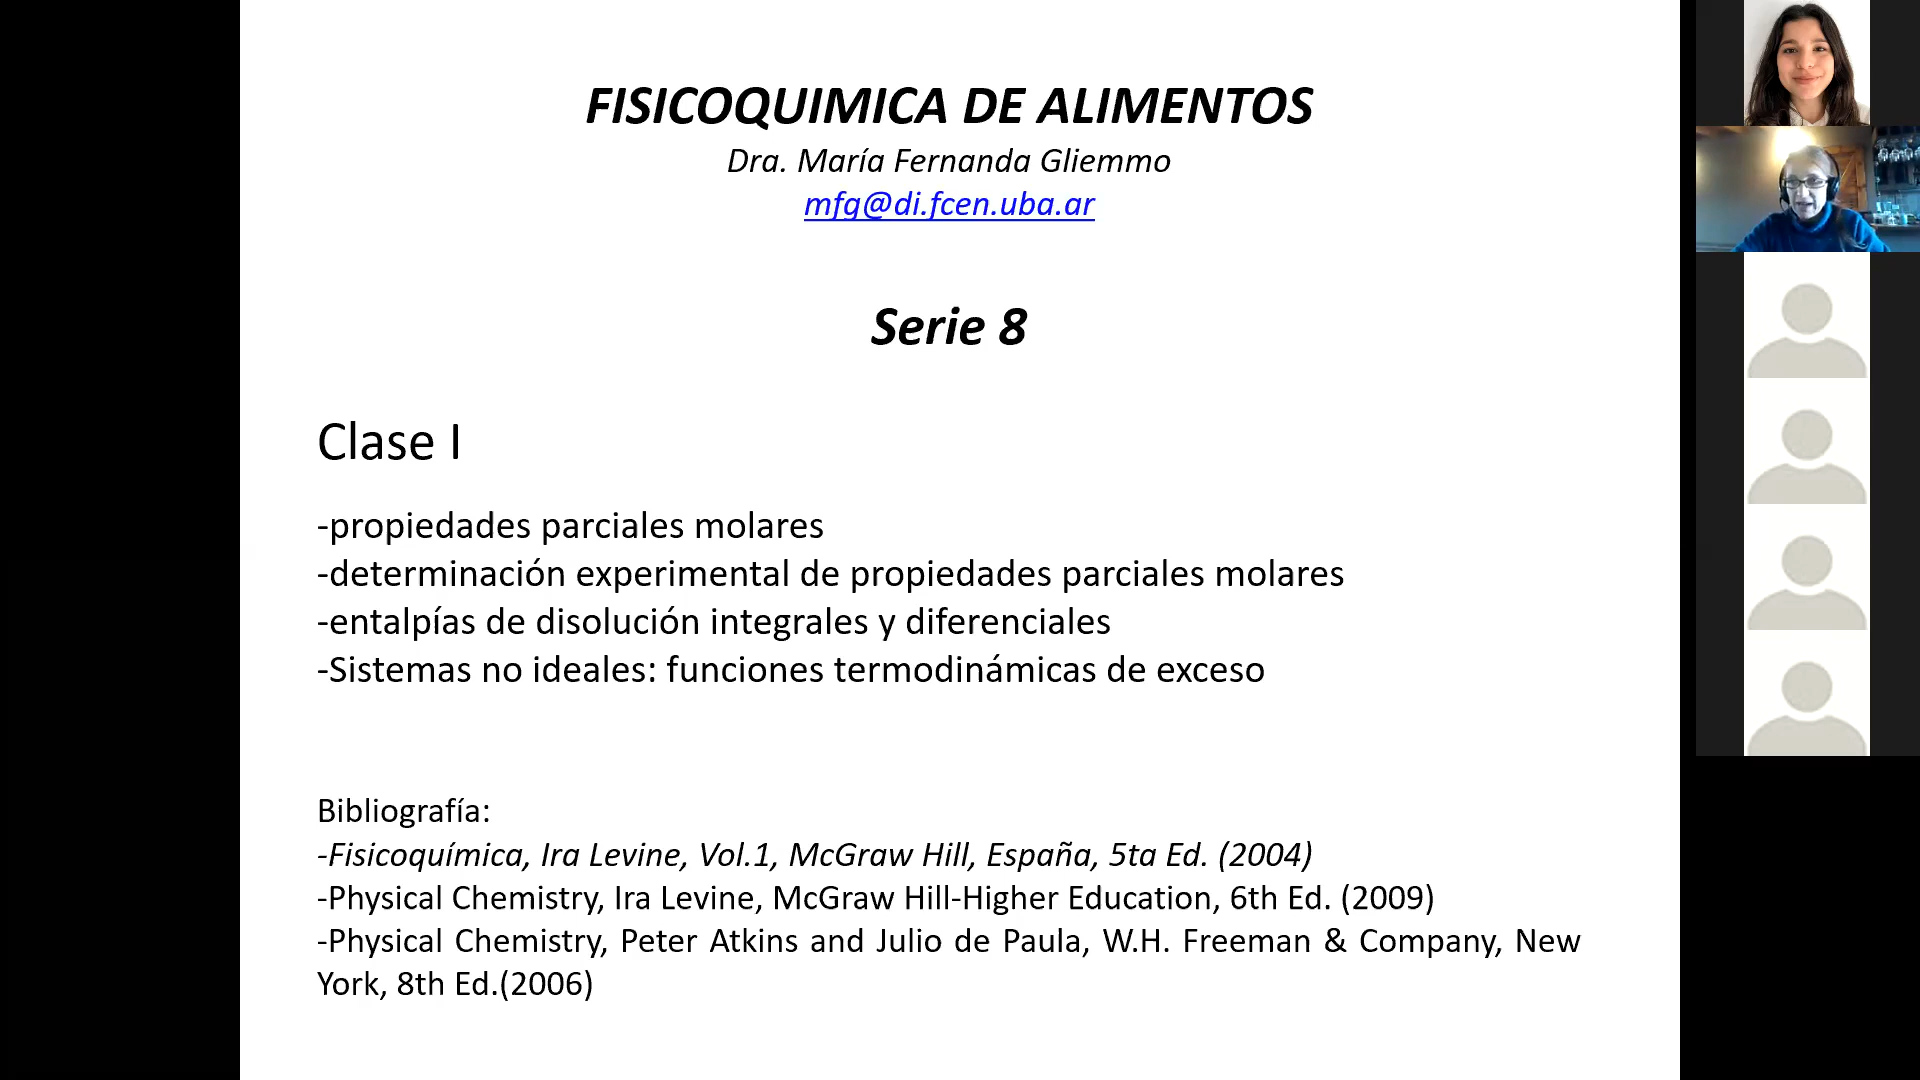 FISICOQUIMICA DE ALIMENTOS
Dra. María Fernanda Gliemmo
mfg@di.fcen.uba.ar
Serie 8
Clase I
-propiedades parciales molares
-determinación experimental de propiedades parciales molares
-entalpías de disolución integrales y diferenciales
-Sistemas no ideales: funciones termodinámicas de exceso
Bibliografía:
-Fisicoquímica, Ira Levine, Vol.1, McGraw Hill, España, 5ta Ed. (2004)
-Physical Chemistry, Ira Levine, McGraw Hill-Higher Education, 6th Ed. (2009)
-Physical Chemistry, Peter Atkins and Julio de Paula, W.H. Freeman & Company, New
York, 8th Ed.(2006)